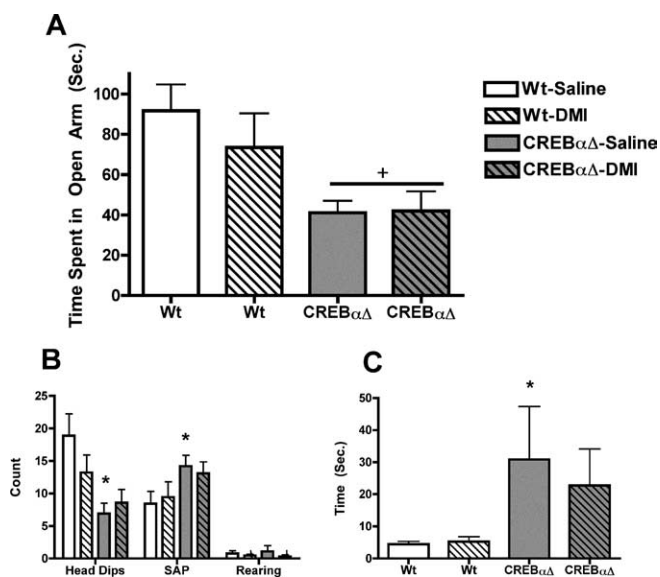 A
Time Spent in Open Arm (Sec.)
100
80
60
40
20
0
+
Wt Wt CREBαΔ CREBαΔ
Wt-Saline
Wt-DMI
CREBαΔ-Saline
CREBαΔ-DMI
B
Count
25
20
15
10
5
0
*
*
Head Dips SAP Rearing
C
Time (Sec.)
50
40
30
20
10
0
*
Wt Wt CREBαΔ CREBαΔ